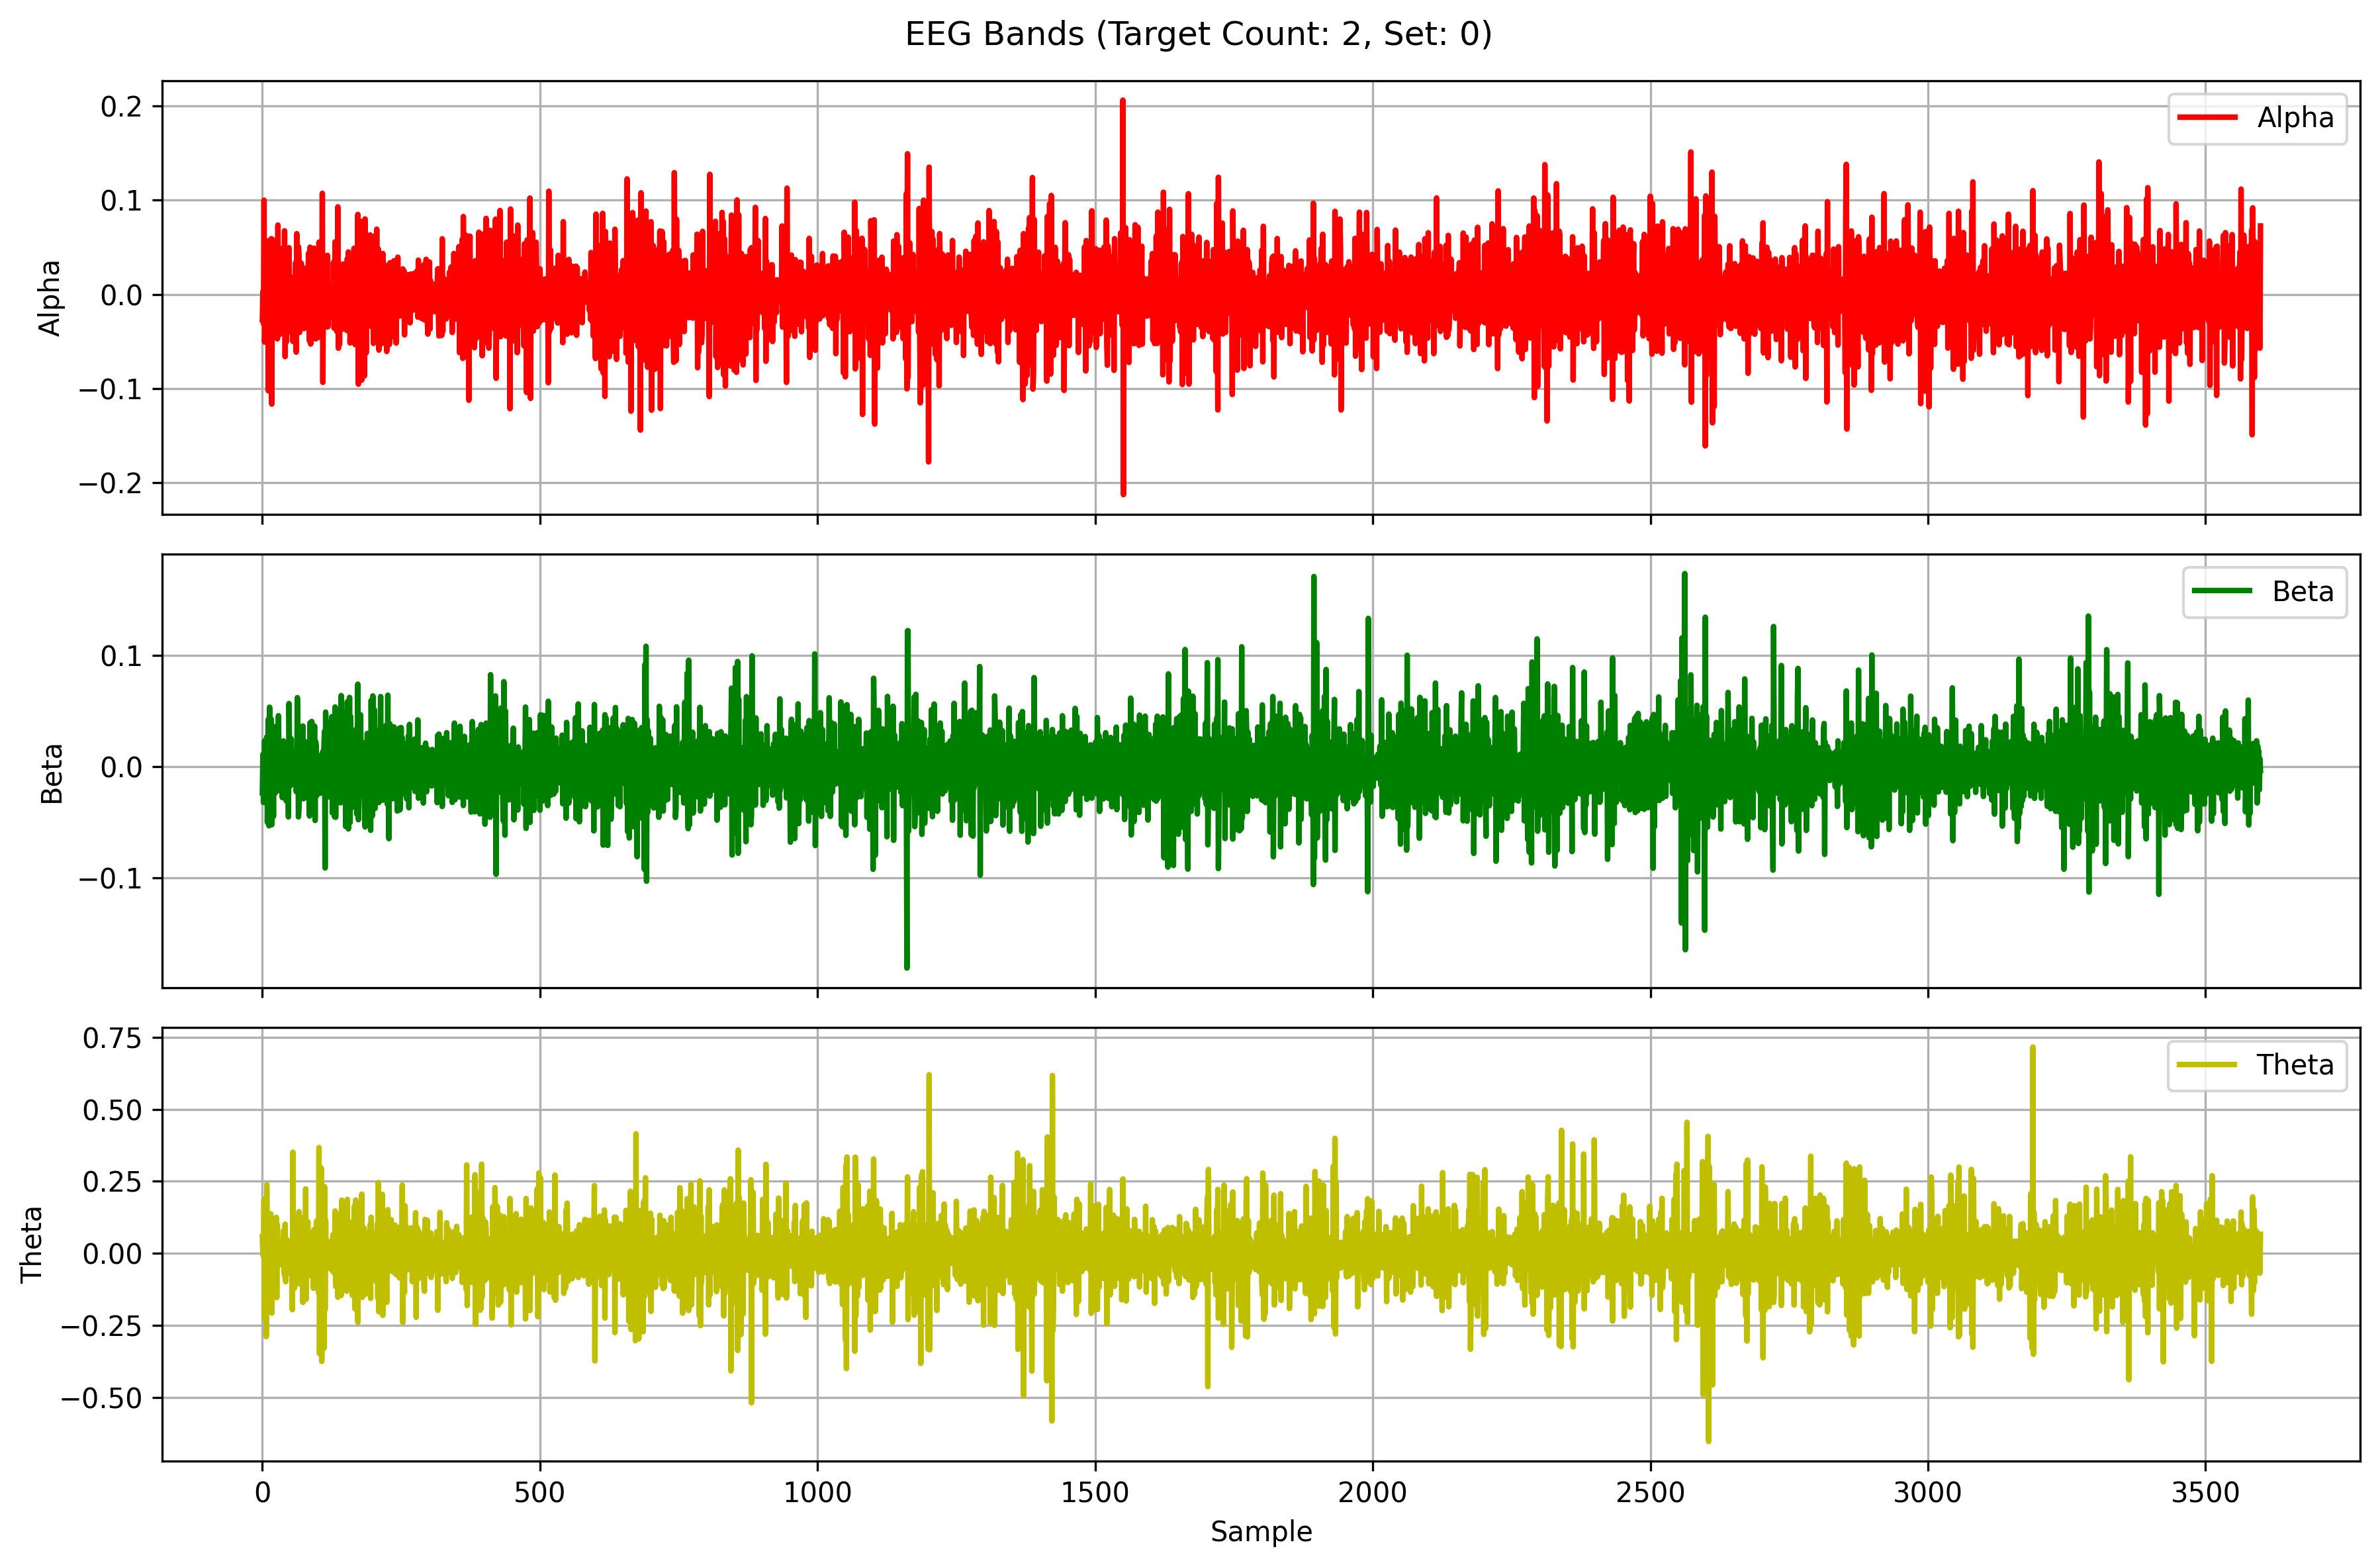 EEG Bands (Target Count: 2, Set: 0)
0.2
0.1
0.0
−0.1
−0.2
Alpha
Alpha
0.1
0.0
−0.1
Beta
Beta
0.75
0.50
0.25
0.00
−0.25
−0.50
Theta
Theta
0 500 1000 1500 2000 2500 3000 3500
Sample